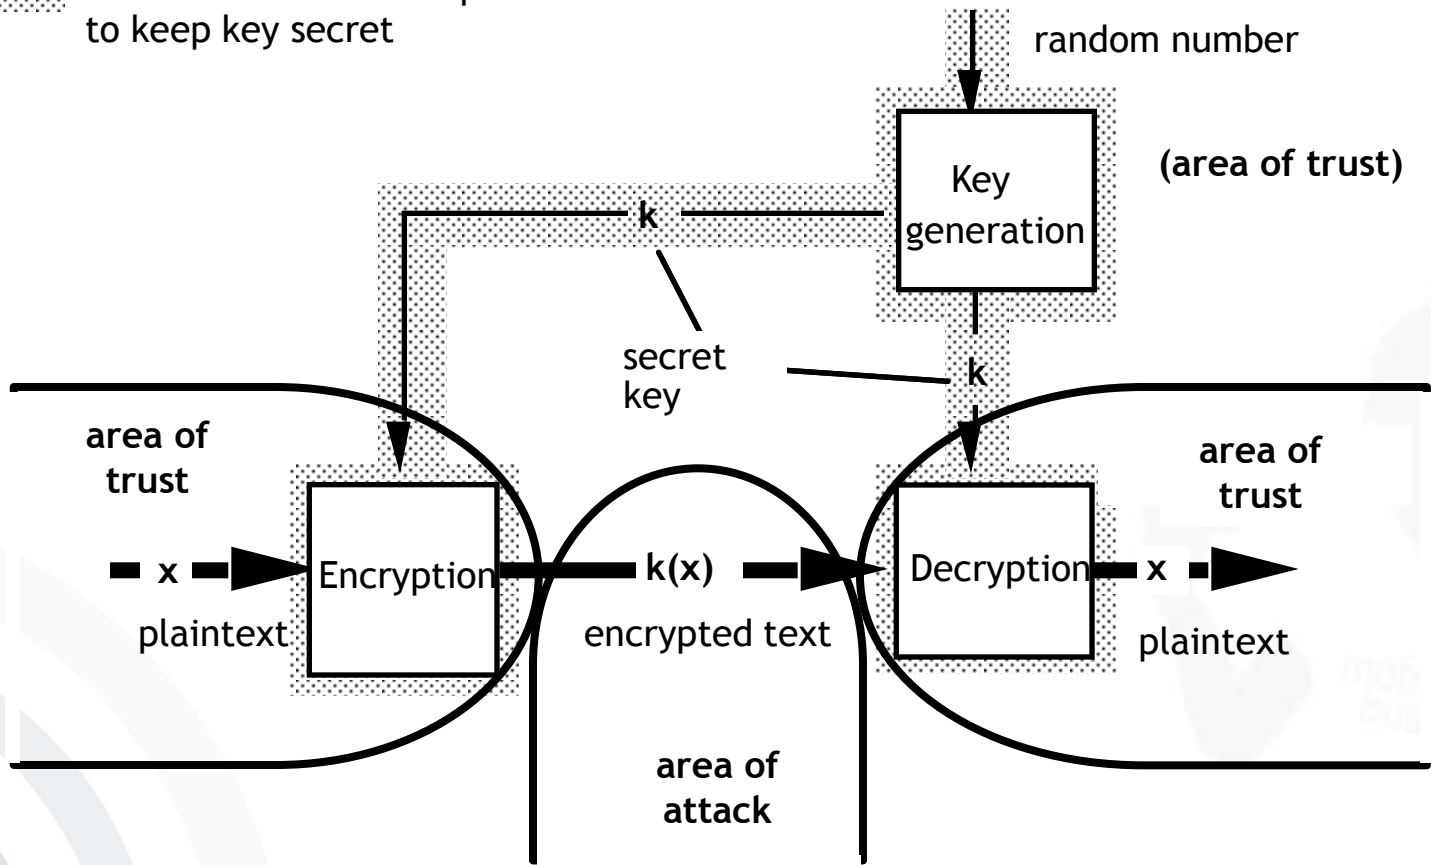 to keep key secret
random number
(area of trust)
Key
generation
k
secret
key
k
area of
trust
area of
trust
x
Encryption
k(x)
Decryption
x
plaintext
encrypted text
plaintext
area of
attack